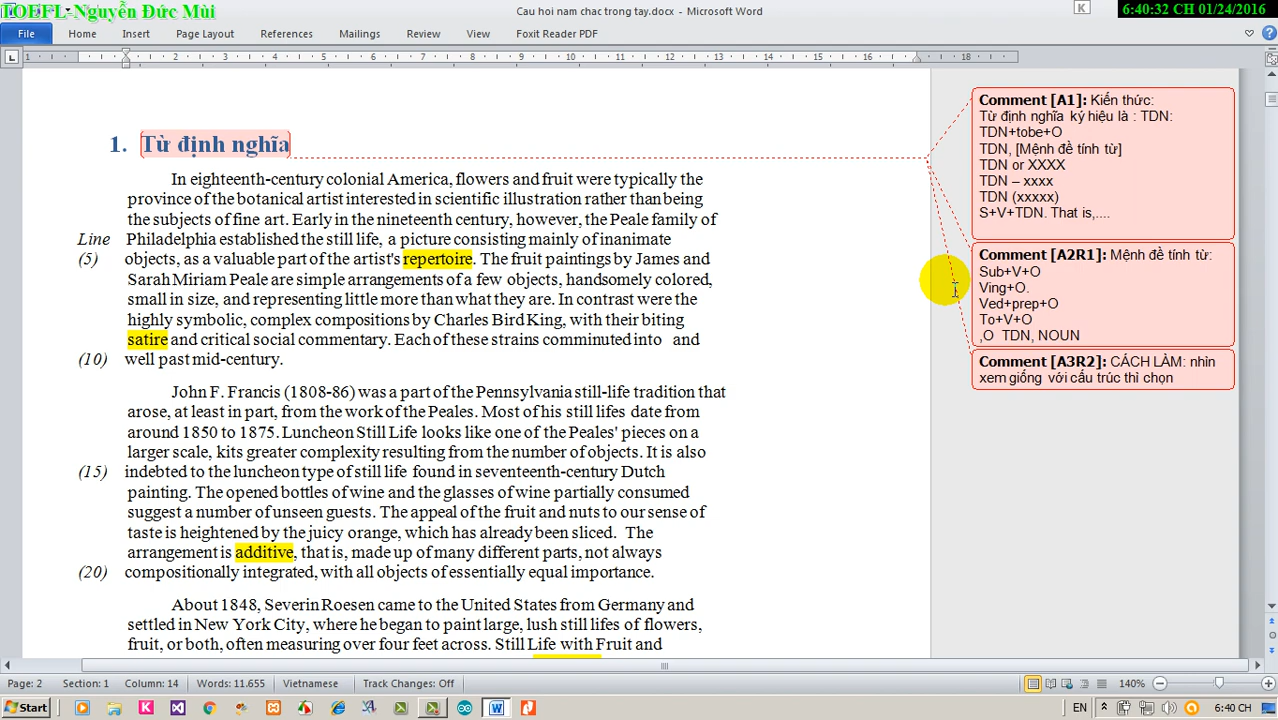 TOEFL-Nguyễn Đức Mùi
Cau hoi nam chac trong tay.docx - Microsoft Word
K
6:40:32 CH 01/24/2016
File Home Insert Page Layout References Mailings Review View Foxit Reader PDF
1 1 2 3 4 5 6 7 8 9 10 11 12 13 14 15 16 18
1. Từ định nghĩa
In eighteenth-century colonial America, flowers and fruit were typically the
province of the botanical artist interested in scientific illustration rather than being
the subjects of fine art. Early in the nineteenth century, however, the Peale family of
Line Philadelphia established the still life, a picture consisting mainly of inanimate
(5) objects, as a valuable part of the artist's repertoire. The fruit paintings by James and
Sarah Miriam Peale are simple arrangements of a few objects, handsomely colored,
small in size, and representing little more than what they are. In contrast were the
highly symbolic, complex compositions by Charles Bird King, with their biting
satire and critical social commentary. Each of these strains comminuted into and
(10) well past mid-century.
John F. Francis (1808-86) was a part of the Pennsylvania still-life tradition that
arose, at least in part, from the work of the Peales. Most of his still lifes date from
around 1850 to 1875. Luncheon Still Life looks like one of the Peales' pieces on a
larger scale, kits greater complexity resulting from the number of objects. It is also
(15) indebted to the luncheon type of still life found in seventeenth-century Dutch
painting. The opened bottles of wine and the glasses of wine partially consumed
suggest a number of unseen guests. The appeal of the fruit and nuts to our sense of
taste is heightened by the juicy orange, which has already been sliced. The
arrangement is additive, that is, made up of many different parts, not always
(20) compositionally integrated, with all objects of essentially equal importance.
About 1848, Severin Roesen came to the United States from Germany and
settled in New York City, where he began to paint large, lush still lifes of flowers,
fruit, or both, often measuring over four feet across. Still Life with Fruit and
Comment [A1]: Kiến thức:
Từ định nghĩa ký hiệu là : TDN:
TDN+tobe+O
TDN, [Mệnh đề tính từ]
TDN or XXXX
TDN – xxxx
TDN (xxxxx)
S+V+TDN. That is,....
Comment [A2R1]: Mệnh đề tính từ:
Sub+V+O
Ving+O.
Ved+prep+O
To+V+O
,O TDN, NOUN
Comment [A3R2]: CÁCH LÀM: nhìn
xem giống với cấu trúc thì chọn
Page: 2 Section: 1 Column: 14 Words: 11.655 Vietnamese Track Changes: Off 140%
Start EN 6:40 CH